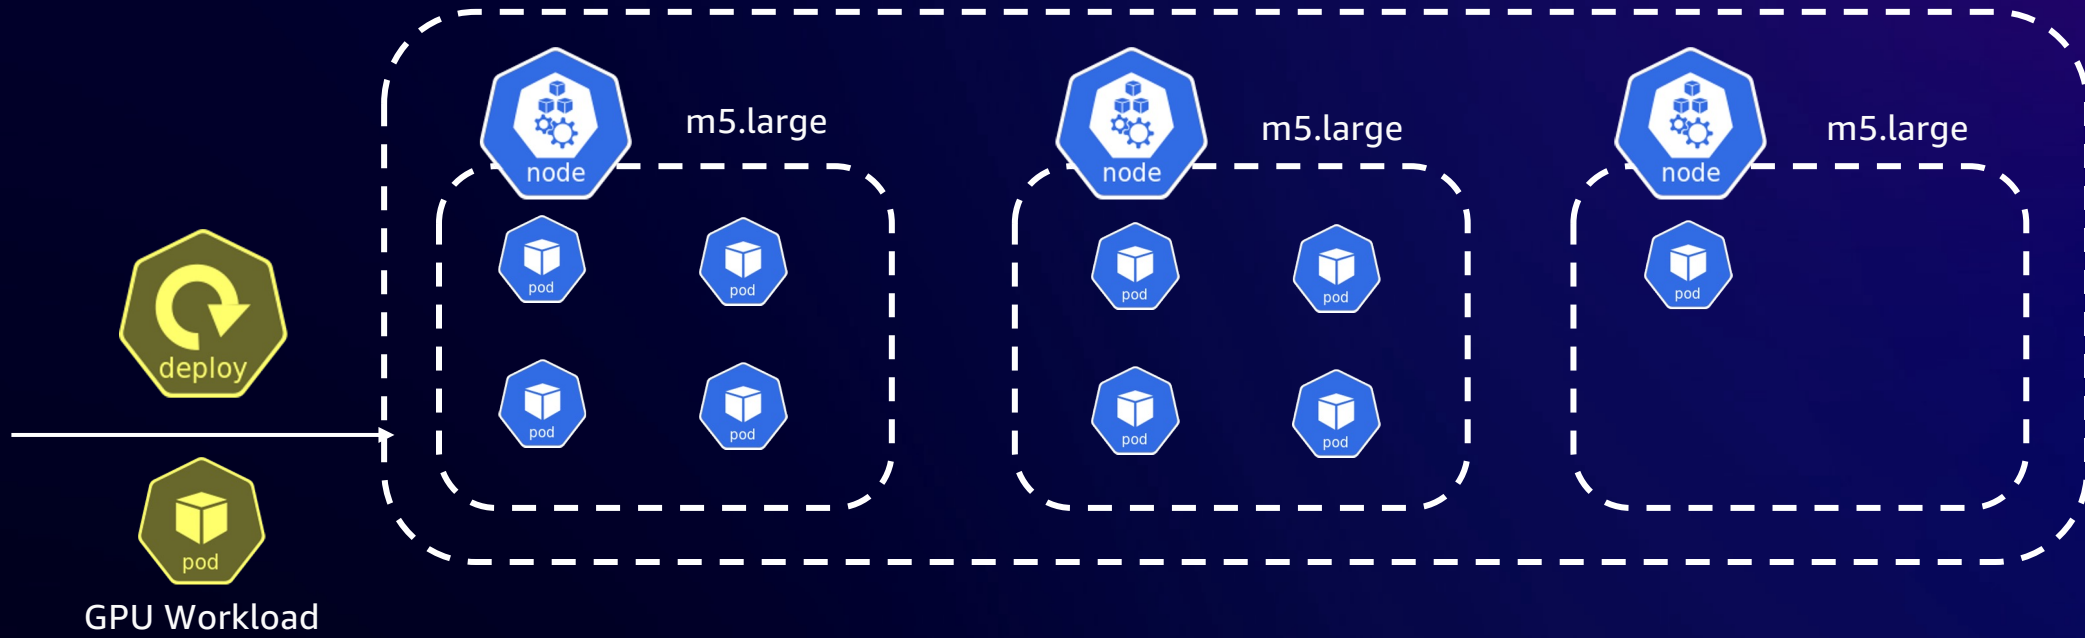 m5.large
m5.large
m5.large
node
node
node
pod
pod
pod
pod
pod
deploy
pod
pod
pod
pod
pod
GPU Workload